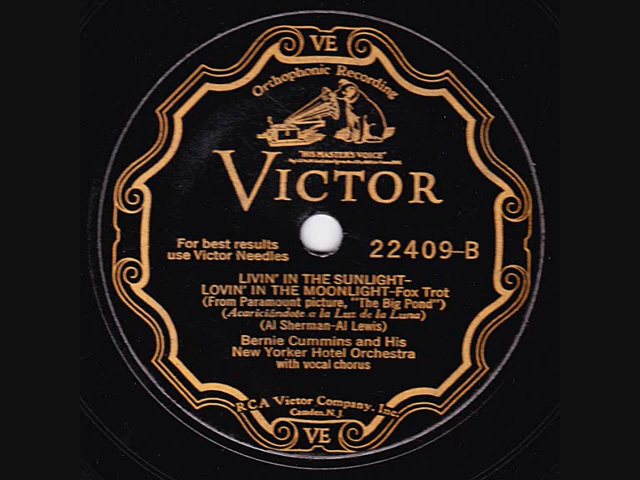 VE
Orthophonic Recording
"HIS MASTER'S VOICE"
VICTOR
For best results
use Victor Needles
22409-B
LIVIN' IN THE SUNLIGHT-
LOVIN' IN THE MOONLIGHT-Fox Trot
(From Paramount picture, "The Big Pond")
(Acariciándote a la Luz de la Luna)
(Al Sherman-Al Lewis)
Bernie Cummins and His
New Yorker Hotel Orchestra
with vocal chorus
RCA Victor Company, Inc.
Camden, N.J.
VE